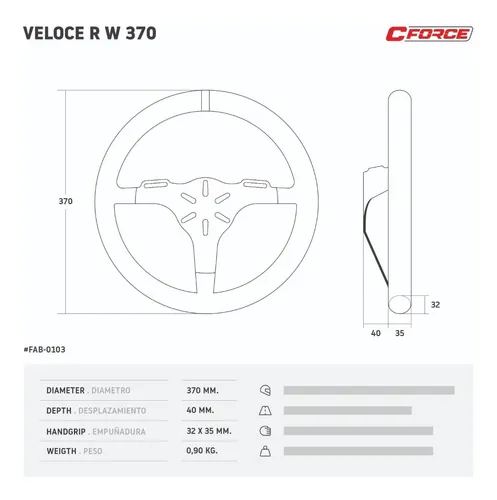 VELOCE R W 370
CFORCE
370
32
40 35
#FAB-0103
DIAMETER . DIAMETRO 370 MM.
DEPTH . DESPLAZAMIENTO 40 MM.
HANDGRIP . EMPUÑADURA 32 X 35 MM.
WEIGTH . PESO 0,90 KG.